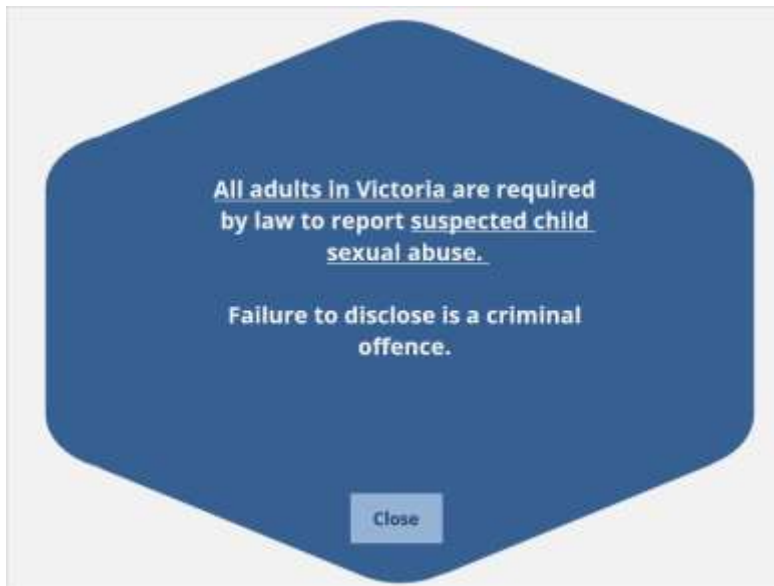 All adults in Victoria are required
by law to report suspected child
sexual abuse.
Failure to disclose is a criminal
offence.
Close